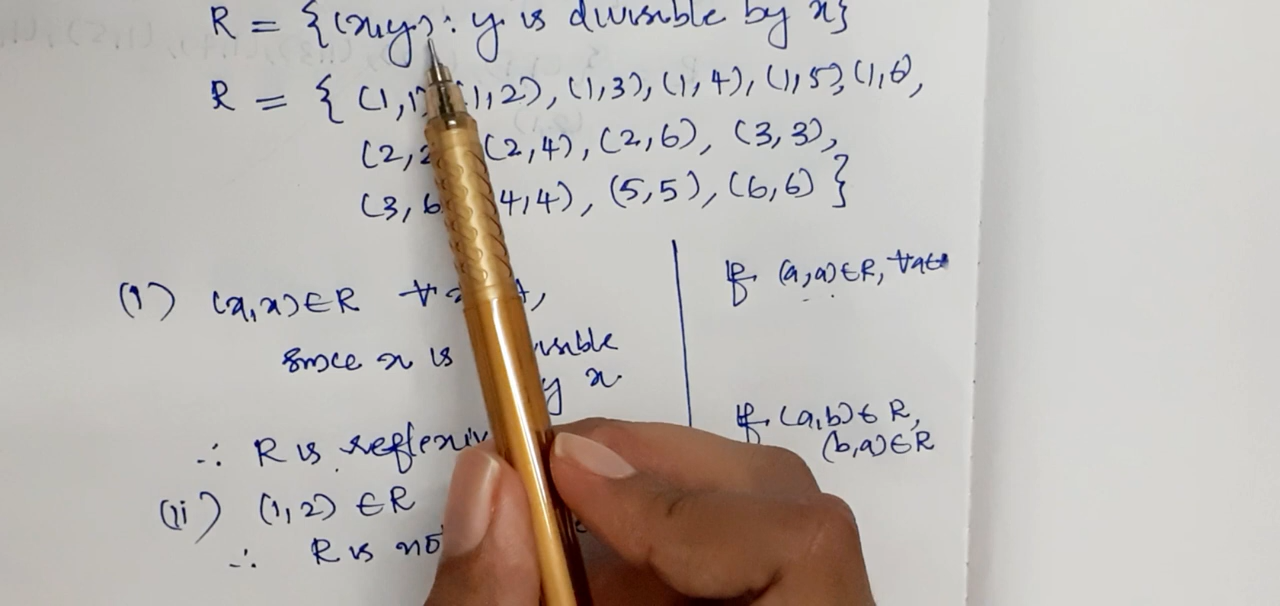 R = {(x,y) : y is divisible by x}
R = { (1,1) (1,2), (1,3), (1,4), (1,5), (1,6),
(2,2 (2,4), (2,6), (3,3),
(3,6 4,4), (5,5), (6,6) }
(i) (x,x) ∈ R ∀ x A,
since x is visible
y x.
∴ R is reflexiv
(ii) (1,2) ∈ R
∴ R is not
If (a,a) ∈ R, ∀a∈
If (a,b) ∈ R,
(b,a) ∈ R